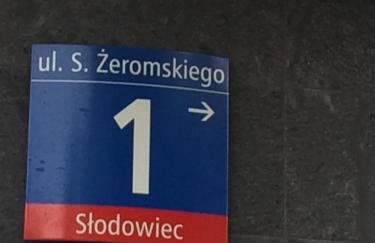 ul. S. Żeromskiego
1 →
Słodowiec